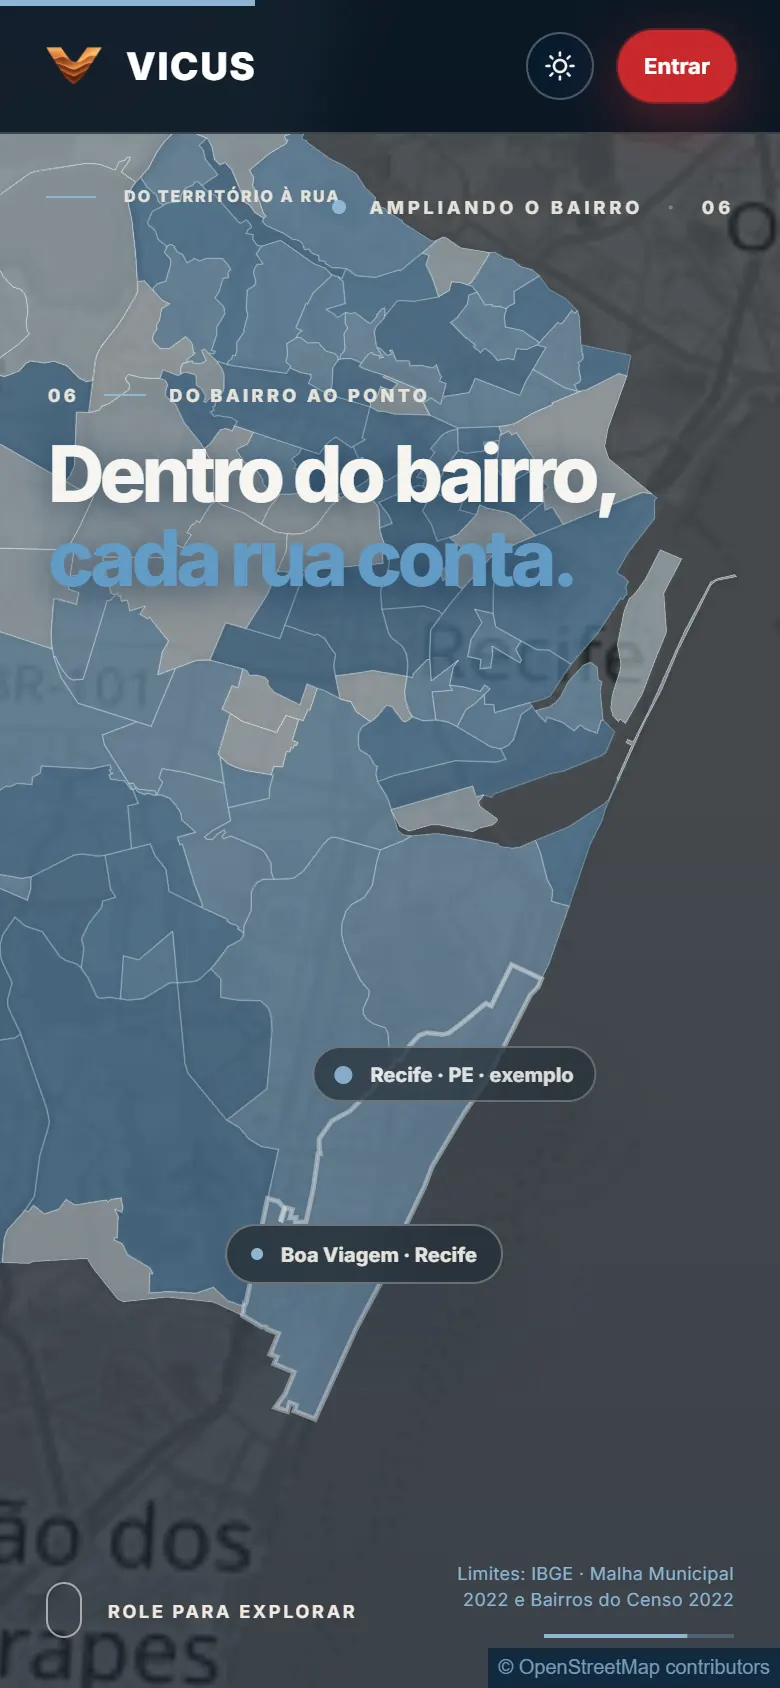 VICUS
Entrar
DO TERRITÓRIO À RUA
AMPLIANDO O BAIRRO · 06
06 DO BAIRRO AO PONTO
Dentro do bairro,
cada rua conta.
Recife
BR-101
Recife · PE · exemplo
Boa Viagem · Recife
ão dos
rapes
ROLE PARA EXPLORAR
Limites: IBGE · Malha Municipal
2022 e Bairros do Censo 2022
© OpenStreetMap contributors